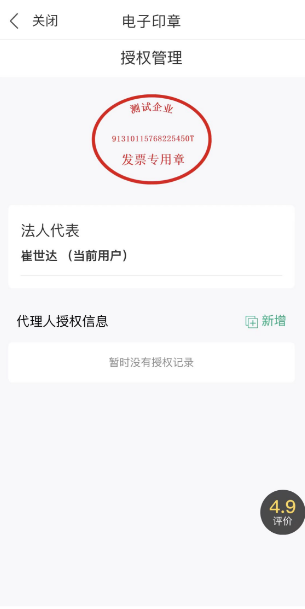 关闭 电子印章
授权管理
测试企业
91310115768225450T
发票专用章
法人代表
崔世达 （当前用户）
代理人授权信息 新增
暂时没有授权记录
4.9
评价